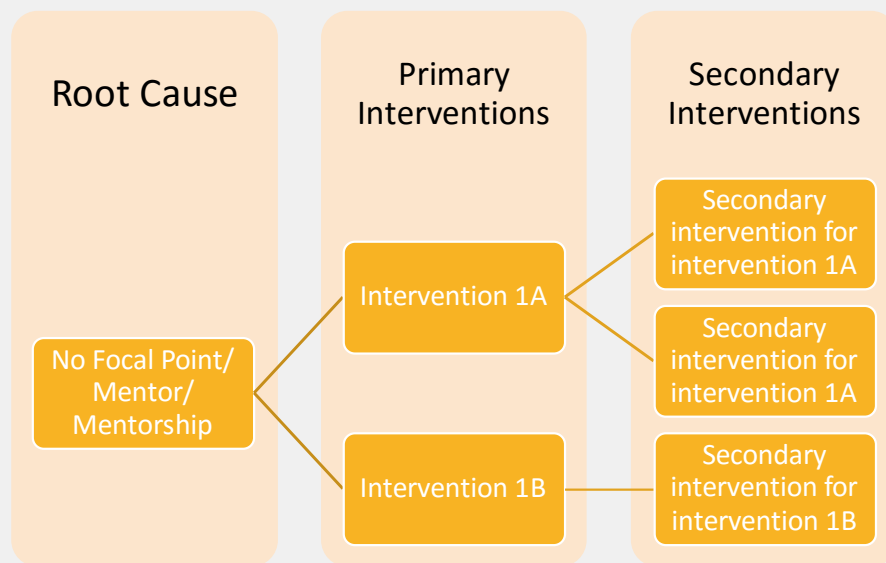 Root Cause
Primary
Interventions
Secondary
Interventions
No Focal Point/
Mentor/
Mentorship
Intervention 1A
Intervention 1B
Secondary
intervention for
intervention 1A
Secondary
intervention for
intervention 1A
Secondary
intervention for
intervention 1B